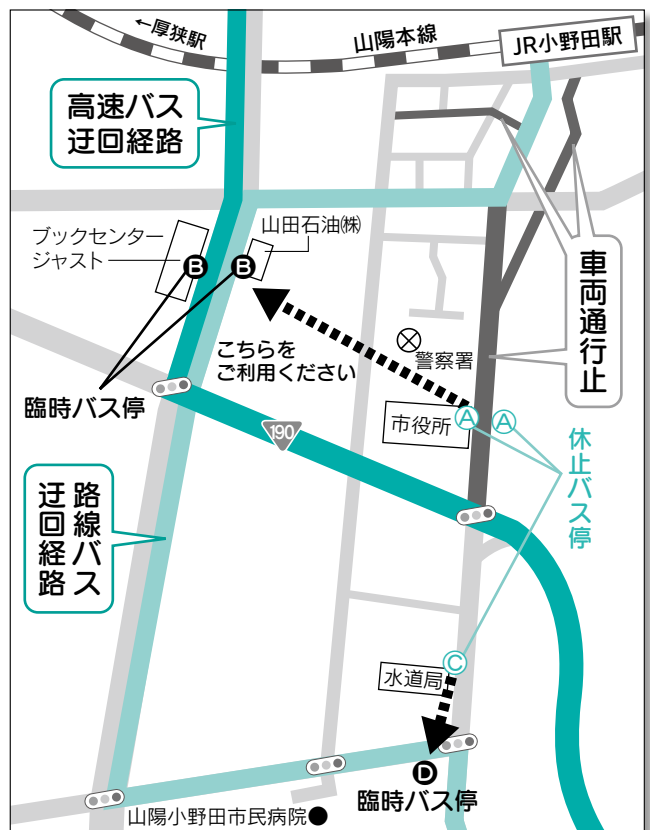 ←厚狭駅
山陽本線
JR小野田駅
高速バス
迂回経路
ブックセンター
ジャスト
山田石油㈱
B
B
車両通行止
こちらを
ご利用ください
警察署
臨時バス停
市役所
A
A
190
休止バス停
路線バス
迂回経路
C
水道局
D
臨時バス停
山陽小野田市民病院●